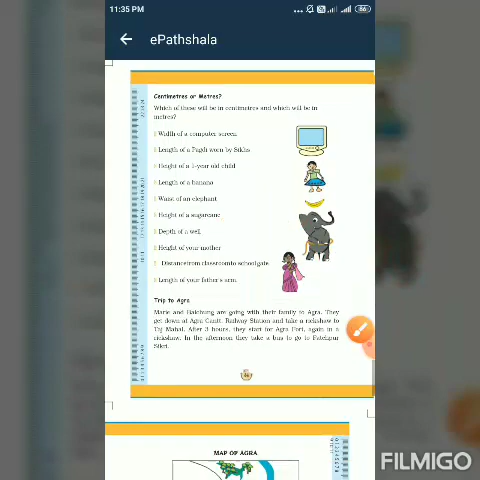 11:35 PM
86
ePathshala
Centimetres or Metres?
Which of these will be in centimetres and which will be in
metres?
Width of a computer screen
Length of a Pagli worn by Sikhs
Height of a 2-year old child
Length of a banana
Waist of an elephant
Height of a sugarcane
Depth of a well
Height of your mother
Distance from classroom to school gate
Length of your father's arm.
Trip to Agra
Marie and Baichung are going with their family to Agra. They
get down at Agra Cantt. Railway Station and take a rickshaw to
Taj Mahal. After 3 hours, they start for Agra Fort, again in a
rickshaw. In the afternoon they take a bus to go to Fatehpur
Sikri.
MAP OF AGRA
FILMIGO